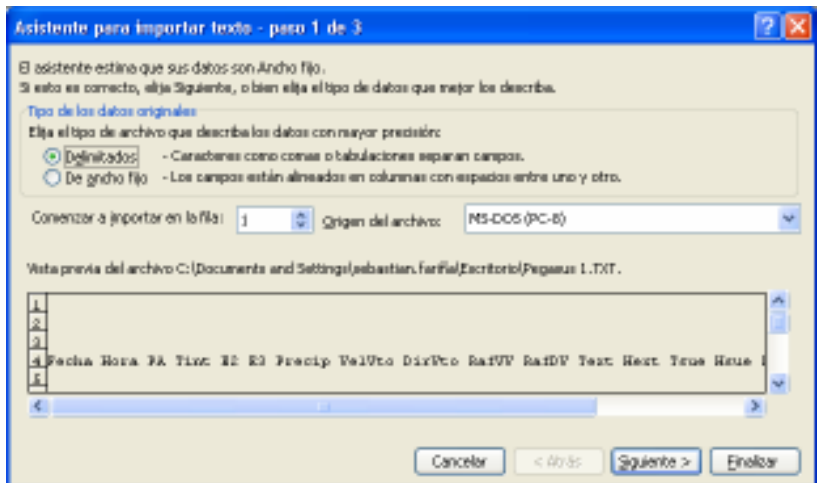 Asistente para importar texto - paso 1 de 3
El asistente estima que sus datos son Ancho fijo.
Si esto es correcto, elija Siguiente, o bien elija el tipo de datos que mejor los describa.
Tipo de los datos originales
Elija el tipo de archivo que describa los datos con mayor precisión:
Delimitados - Caracteres como comas o tabulaciones separan campos.
De ancho fijo - Los campos están alineados en columnas con espacios entre uno y otro.
Comenzar a importar en la fila: 1 Origen del archivo: MS-DOS (PC-8)
Vista previa del archivo C:\Documents and Settings\sebastian.fariña\Escritorio\Pegasus 1.TXT.
1
2
3
4 Fecha Hora PA Tint E2 E3 Precip VelVto DirVto RafVV RafDV Text Hext Tsue Hsue
5
Cancelar < Atrás Siguiente > Finalizar